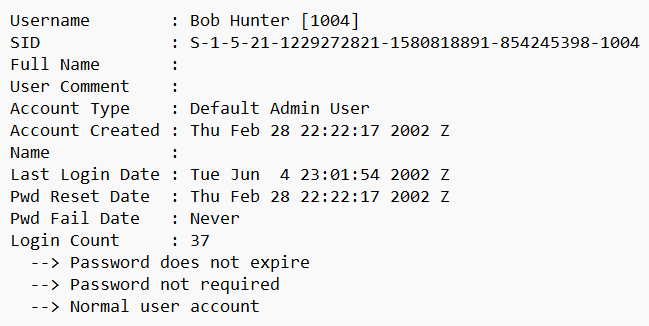 Username        : Bob Hunter [1004]
SID             : S-1-5-21-1229272821-1580818891-854245398-1004
Full Name       :
User Comment    :
Account Type    : Default Admin User
Account Created : Thu Feb 28 22:22:17 2002 Z
Name            :
Last Login Date : Tue Jun  4 23:01:54 2002 Z
Pwd Reset Date  : Thu Feb 28 22:22:17 2002 Z
Pwd Fail Date   : Never
Login Count     : 37
  --> Password does not expire
  --> Password not required
  --> Normal user account